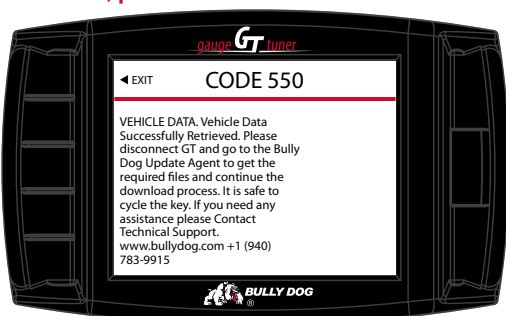 gauge GT tuner
◄ EXIT
CODE 550
VEHICLE DATA. Vehicle Data
Successfully Retrieved. Please
disconnect GT and go to the Bully
Dog Update Agent to get the
required files and continue the
download process. It is safe to
cycle the key. If you need any
assistance please Contact
Technical Support.
www.bullydog.com +1 (940)
783-9915
BULLY DOG
®